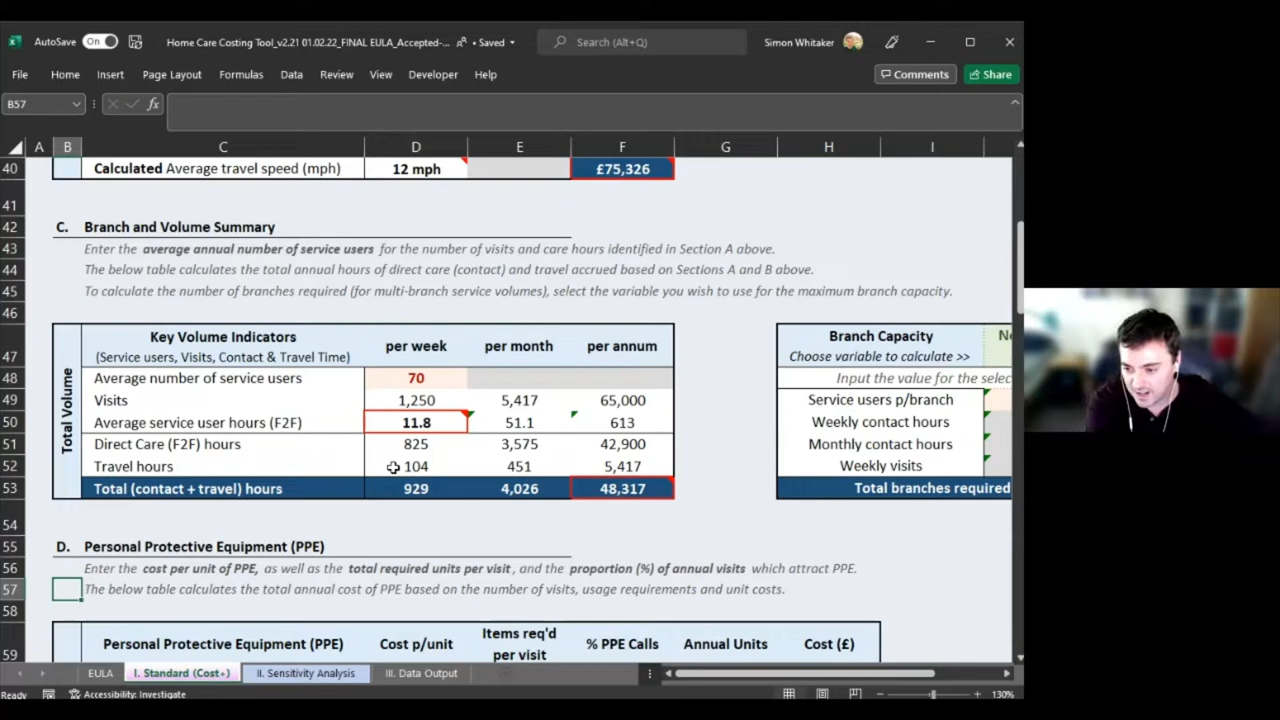 AutoSave On Home Care Costing Tool_v2.21 01.02.22_FINAL EULA_Accepted-... • Saved Search (Alt+Q) Simon Whitaker
File Home Insert Page Layout Formulas Data Review View Developer Help Comments Share
B57 fx
A B C D E F G H I
40 Calculated Average travel speed (mph) 12 mph £75,326
41
42 C. Branch and Volume Summary
43 Enter the average annual number of service users for the number of visits and care hours identified in Section A above.
44 The below table calculates the total annual hours of direct care (contact) and travel accrued based on Sections A and B above.
45 To calculate the number of branches required (for multi-branch service volumes), select the variable you wish to use for the maximum branch capacity.
46
Key Volume Indicators per week per month per annum Branch Capacity
47 (Service users, Visits, Contact & Travel Time) Choose variable to calculate >>
Total Volume
48 Average number of service users 70 Input the value for the selec
49 Visits 1,250 5,417 65,000 Service users p/branch
50 Average service user hours (F2F) 11.8 51.1 613 Weekly contact hours
51 Direct Care (F2F) hours 825 3,575 42,900 Monthly contact hours
52 Travel hours 104 451 5,417 Weekly visits
53 Total (contact + travel) hours 929 4,026 48,317 Total branches required
54
55 D. Personal Protective Equipment (PPE)
56 Enter the cost per unit of PPE, as well as the total required units per visit, and the proportion (%) of annual visits which attract PPE.
57 The below table calculates the total annual cost of PPE based on the number of visits, usage requirements and unit costs.
58
59 Personal Protective Equipment (PPE) Cost p/unit Items req'd per visit % PPE Calls Annual Units Cost (£)
EULA I. Standard (Cost+) II. Sensitivity Analysis III. Data Output
Ready Accessibility: Investigate 130%